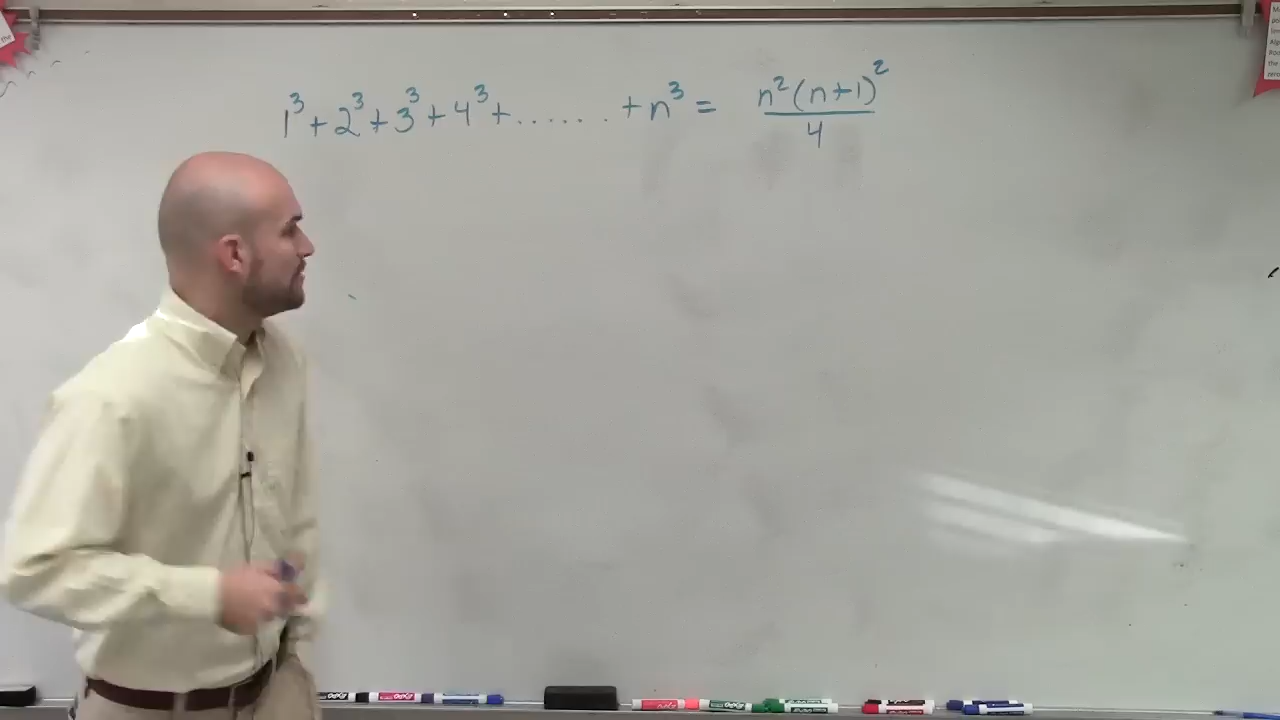 1³ + 2³ + 3³ + 4³ + ....... + n³ = n²(n+1)²/4